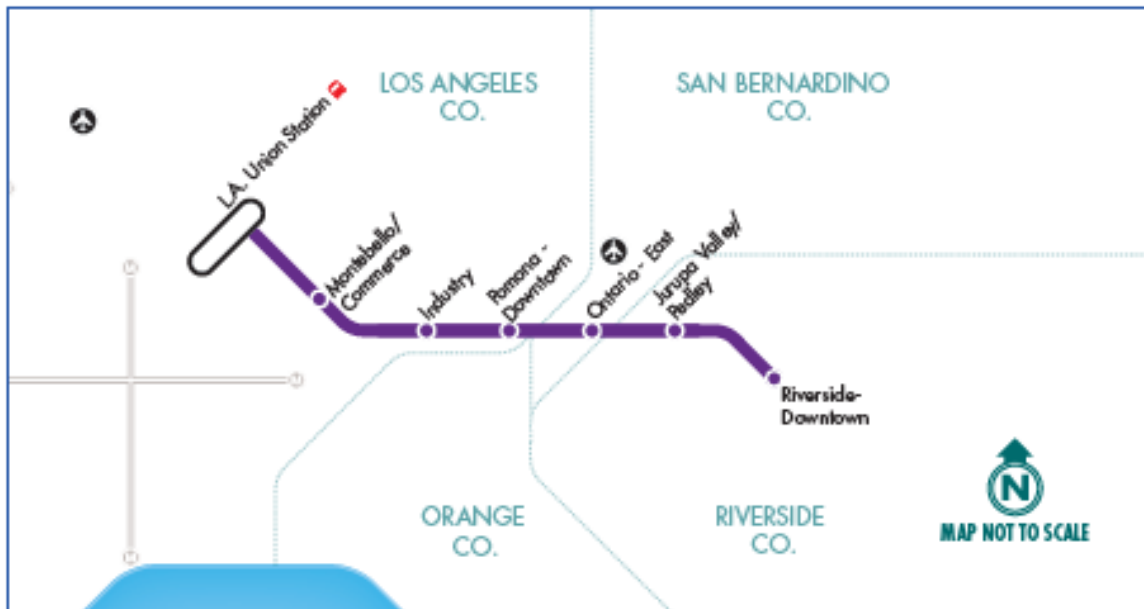 LOS ANGELES
CO.
SAN BERNARDINO
CO.
L.A. Union Station
Montebello/
Commerce
Industry
Pomona -
Downtown
Ontario - East
Jurupa Valley/
Pedley
Riverside-
Downtown
ORANGE
CO.
RIVERSIDE
CO.
N
MAP NOT TO SCALE